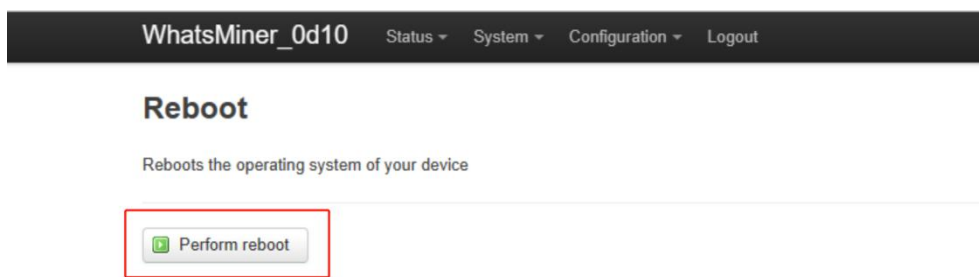 WhatsMiner_0d10 Status System Configuration Logout
Reboot
Reboots the operating system of your device
Perform reboot